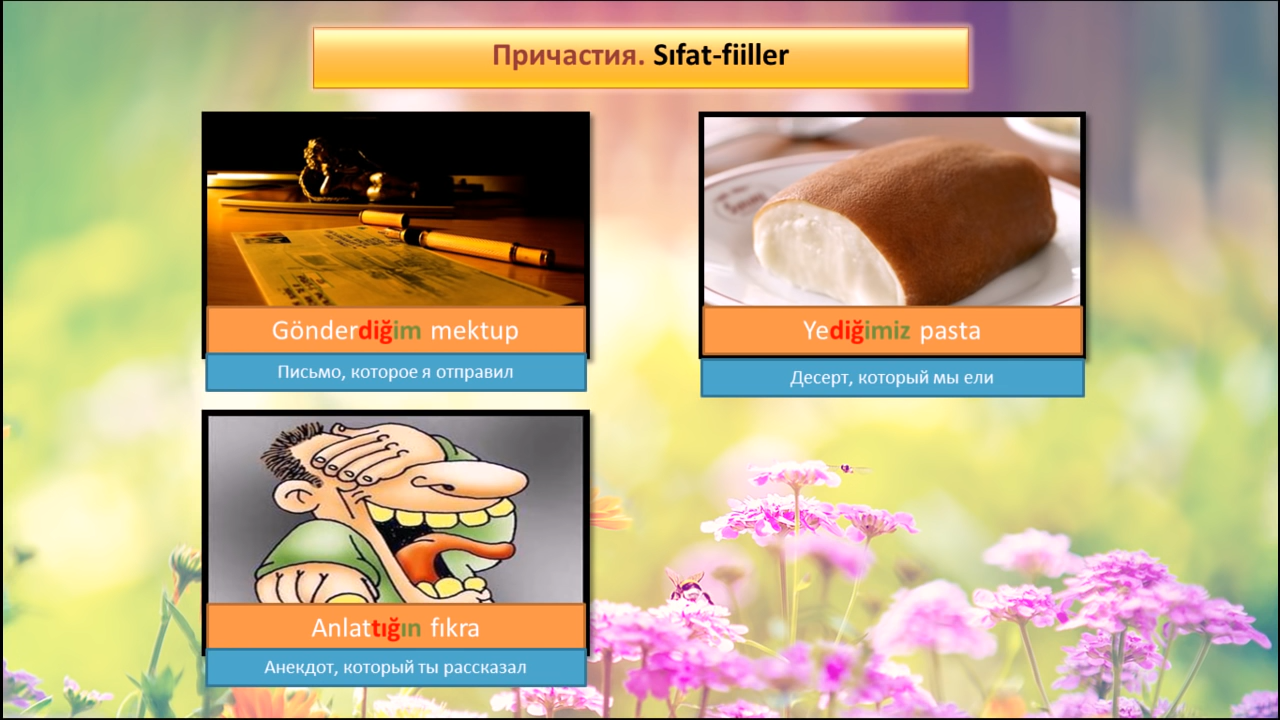 Причастия. Sıfat-fiiller
Gönderdiğim mektup
Письмо, которое я отправил
Yediğimiz pasta
Десерт, который мы ели
Anlattığın fıkra
Анекдот, который ты рассказал